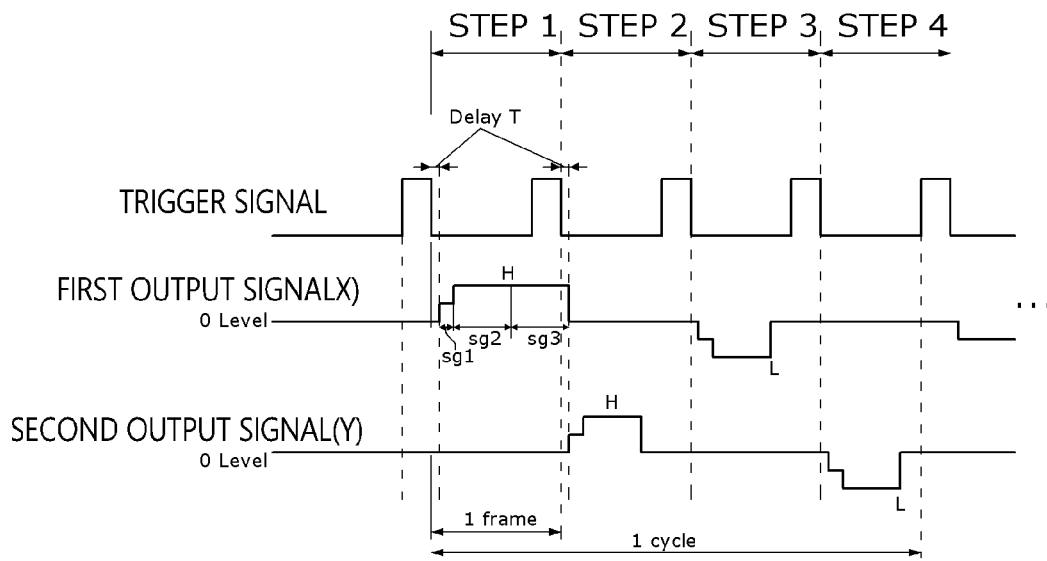 STEP 1 STEP 2 STEP 3 STEP 4
Delay T
TRIGGER SIGNAL
FIRST OUTPUT SIGNALX)
H
0 Level
sg1 sg2 sg3
L
...
SECOND OUTPUT SIGNAL(Y)
H
0 Level
L
1 frame
1 cycle